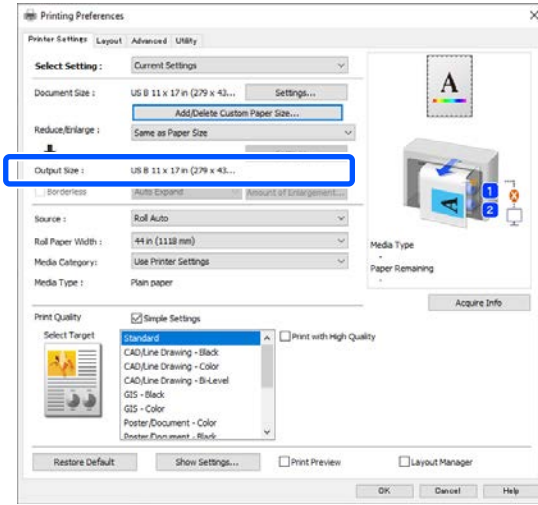 Printing Preferences
Printer Settings Layout Advanced Utility
Select Setting : Current Settings
Document Size : US B 11 x 17 in (279 x 43... Settings...
Add/Delete Custom Paper Size...
Reduce/Enlarge : Same as Paper Size
Output Size : US B 11 x 17 in (279 x 43...
Borderless Auto Expand Amount of Enlargement...
Source : Roll Auto
Roll Paper Width : 44 in (1118 mm)
Media Category: Use Printer Settings
Media Type : Plain paper
A
A
1
2
Media Type
-
Paper Remaining
-
Acquire Info
Print Quality Simple Settings
Select Target
Standard
CAD/Line Drawing - Black
CAD/Line Drawing - Color
CAD/Line Drawing - Bi-Level
GIS - Black
GIS - Color
Poster/Document - Color
Poster/Document - Black
Print with High Quality
Restore Default Show Settings... Print Preview Layout Manager
OK Cancel Help